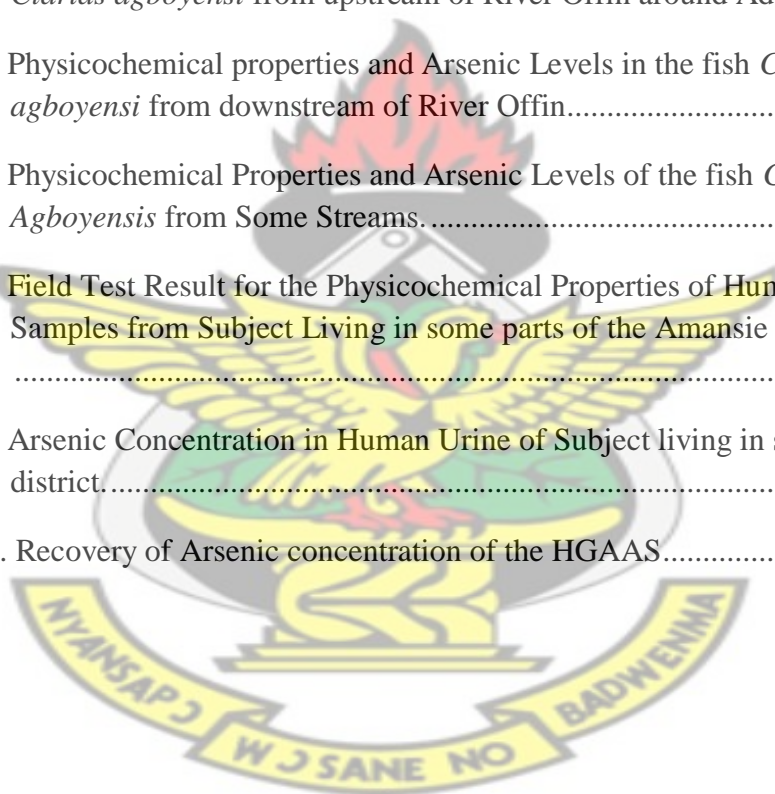 Clarias agboyensi from upstream of River Offin around Ad
Physicochemical properties and Arsenic Levels in the fish C
agboyensi from downstream of River Offin.......................
Physicochemical Properties and Arsenic Levels of the fish C
Agboyensis from Some Streams. ...........................................
Field Test Result for the Physicochemical Properties of Hum
Samples from Subject Living in some parts of the Amansie
................................................................................................
Arsenic Concentration in Human Urine of Subject living in s
district....................................................................................
. Recovery of Arsenic concentration of the HGAAS..............
NYANSAPƆ WƆSANE NO BADWENMA